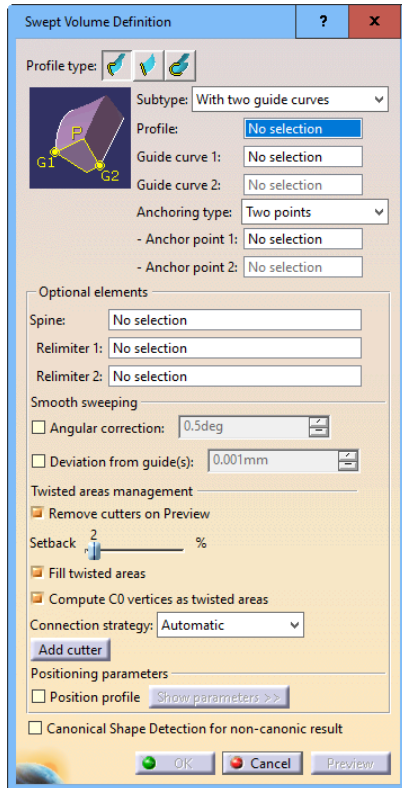 Swept Volume Definition ? x
Profile type:
Subtype: With two guide curves
Profile: No selection
Guide curve 1: No selection
Guide curve 2: No selection
Anchoring type: Two points
- Anchor point 1: No selection
- Anchor point 2: No selection
P
G1
G2
Optional elements
Spine: No selection
Relimiter 1: No selection
Relimiter 2: No selection
Smooth sweeping
Angular correction: 0.5deg
Deviation from guide(s): 0.001mm
Twisted areas management
Remove cutters on Preview
Setback 2 %
Fill twisted areas
Compute C0 vertices as twisted areas
Connection strategy: Automatic
Add cutter
Positioning parameters
Position profile Show parameters >>
Canonical Shape Detection for non-canonic result
OK Cancel Preview